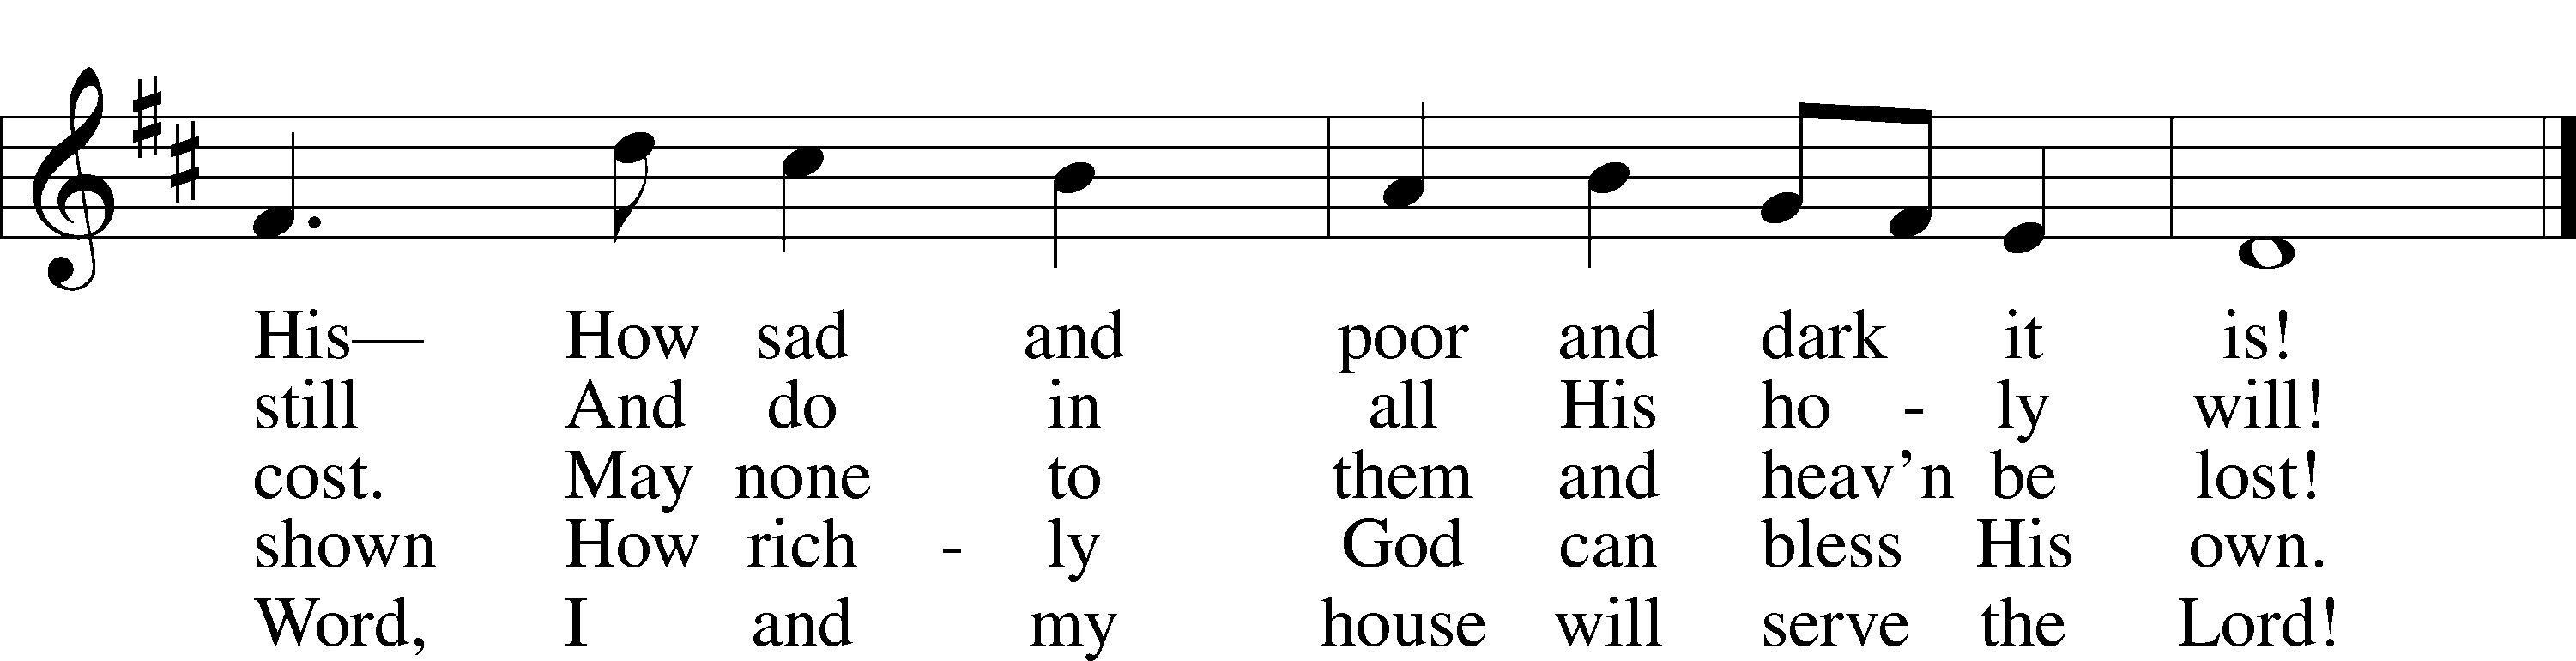 His— How sad and poor and dark it is!
still And do in all His ho - ly will!
cost. May none to them and heav’n be lost!
shown How rich - ly God can bless His own.
Word, I and my house will serve the Lord!